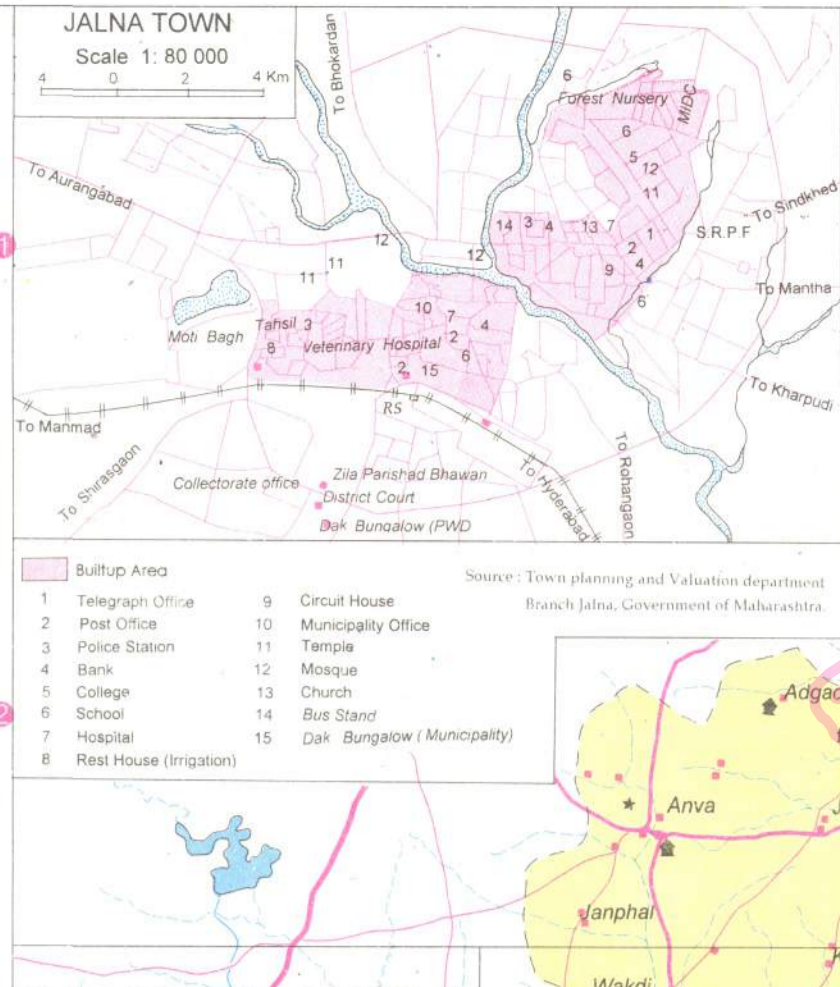 JALNA TOWN
Scale 1: 80 000
4 0 2 4 Km
To Bhokardan
6
Forest Nursery
MIDC
6
5
12
11
To Aurangabad
To Sindkhed
14 3 4 13 7 1
S.R.P.F
1
12
2
12
4
9
11
11
To Mantha
6
10
7
4
Moti Bagh
Tahsil 3
2
8
Veterinary Hospital
6
2 15
To Kharpudi
RS
To Manmad
To Shirasgaon
To Hyderabad
To Rohangaon
Collectorate office
Zila Parishad Bhawan
District Court
Dak Bungalow (PWD
Builtup Area
Source : Town planning and Valuation department
Branch Jalna, Government of Maharashtra.
1 Telegraph Office
2 Post Office
3 Police Station
4 Bank
5 College
6 School
7 Hospital
8 Rest House (Irrigation)
9 Circuit House
10 Municipality Office
11 Temple
12 Mosque
13 Church
14 Bus Stand
15 Dak Bungalow ( Municipality)
2
Adgad
Anva
J
Janphal
Wakdi
K